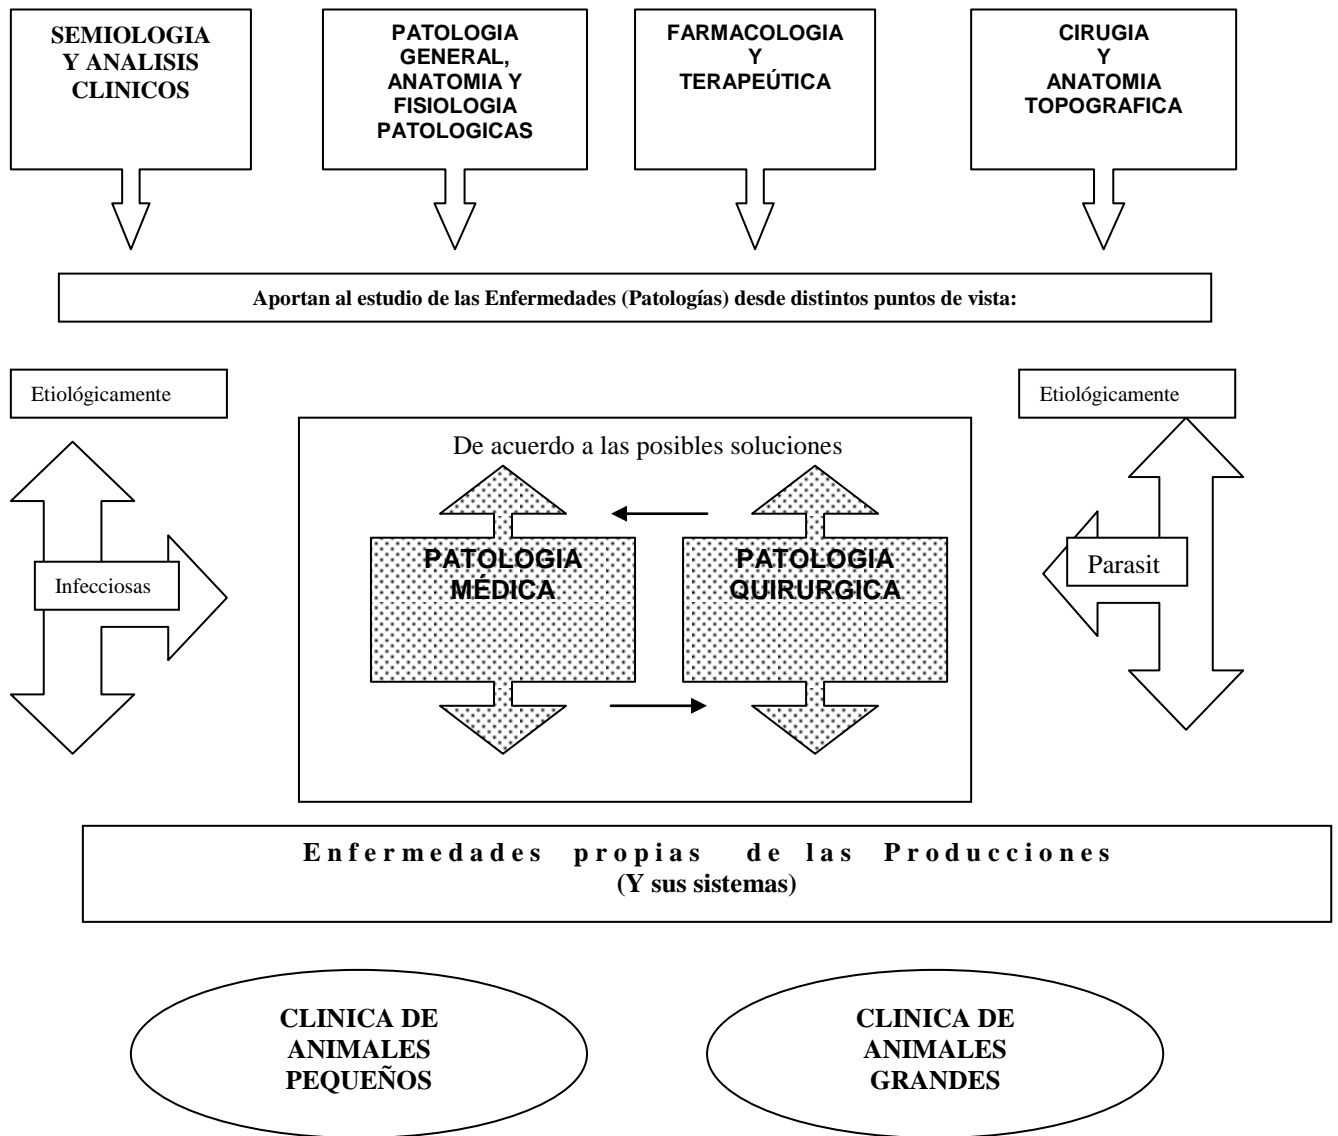 SEMIOLOGIA
Y ANALISIS
CLINICOS
PATOLOGIA
GENERAL,
ANATOMIA Y
FISIOLOGIA
PATOLOGICAS
FARMACOLOGIA
Y
TERAPEÚTICA
CIRUGIA
Y
ANATOMIA
TOPOGRAFICA
Aportan al estudio de las Enfermedades (Patologías) desde distintos puntos de vista:
Etiológicamente
Etiológicamente
De acuerdo a las posibles soluciones
Infecciosas
PATOLOGIA
MÉDICA
PATOLOGIA
QUIRURGICA
Parasit
Enfermedades propias de las Producciones
(Y sus sistemas)
CLINICA DE
ANIMALES
PEQUEÑOS
CLINICA DE
ANIMALES
GRANDES